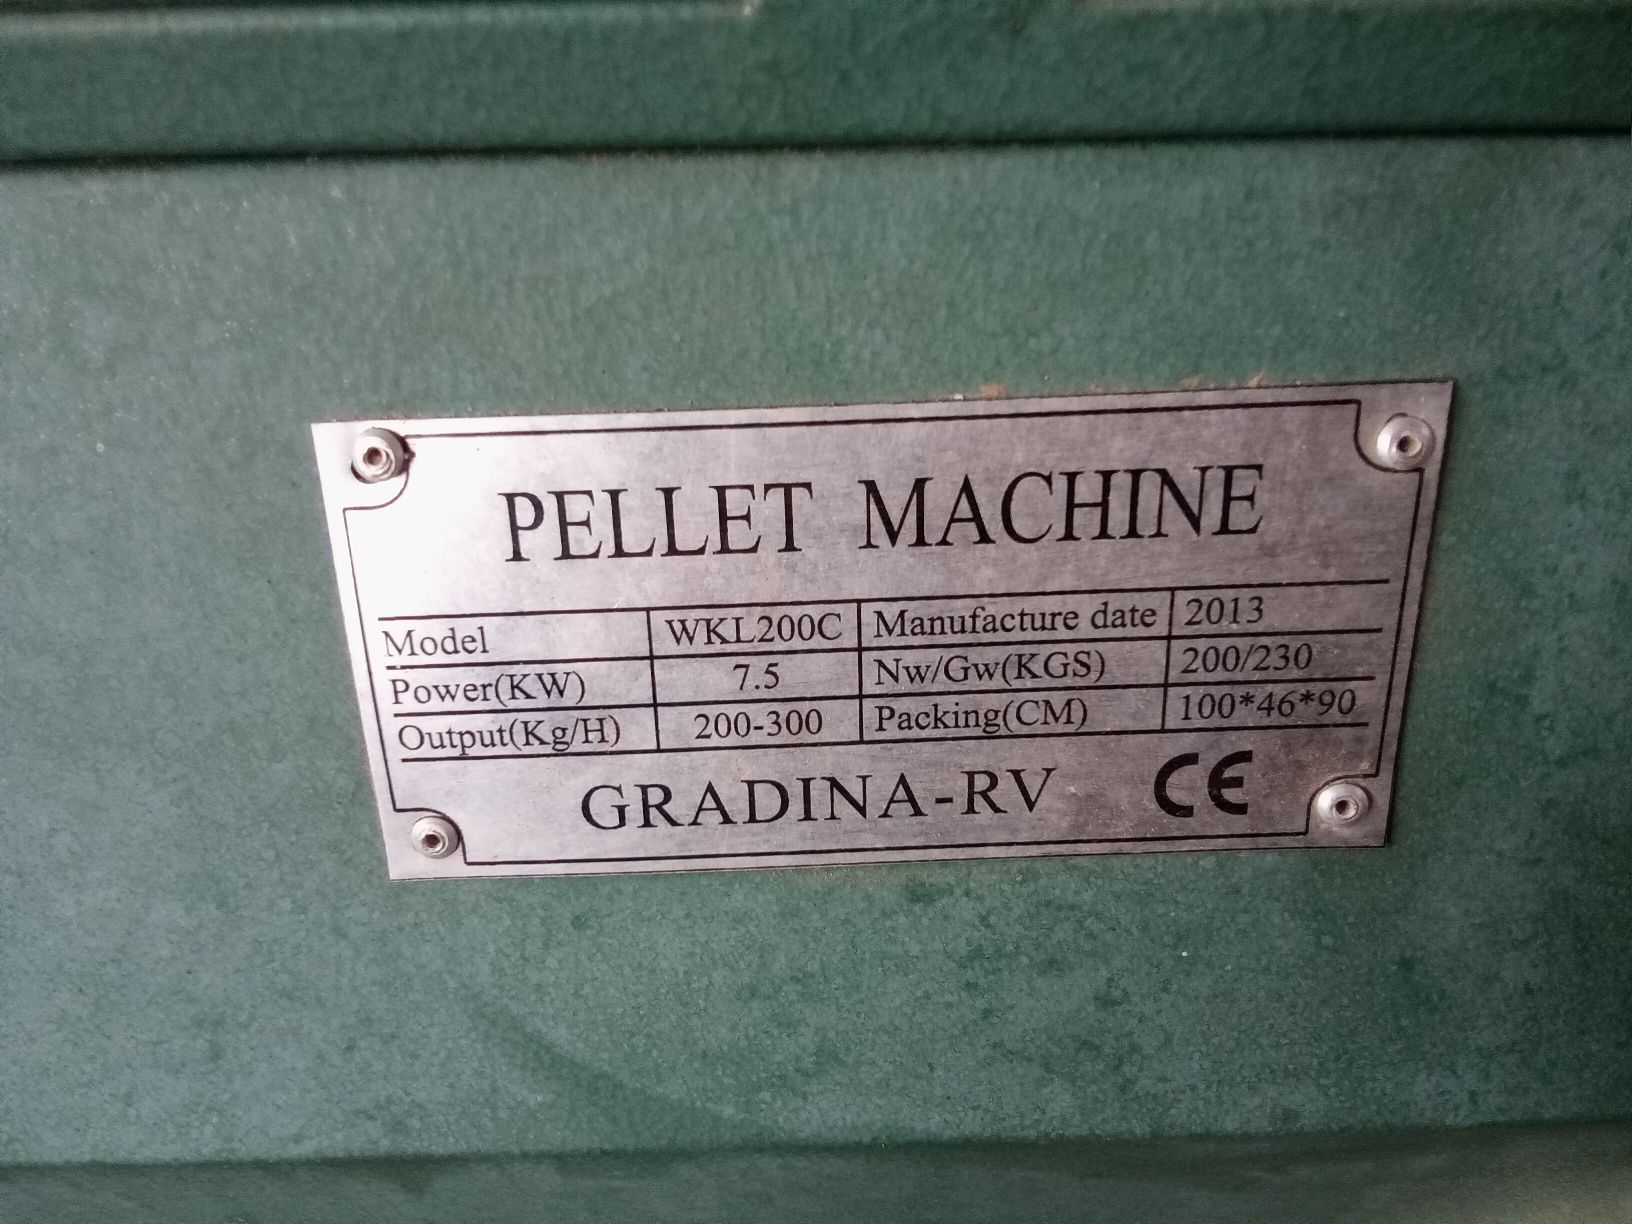 PELLET MACHINE
Model WKL200C Manufacture date 2013
Power(KW) 7.5 Nw/Gw(KGS) 200/230
Output(Kg/H) 200-300 Packing(CM) 100*46*90
GRADINA-RV CE